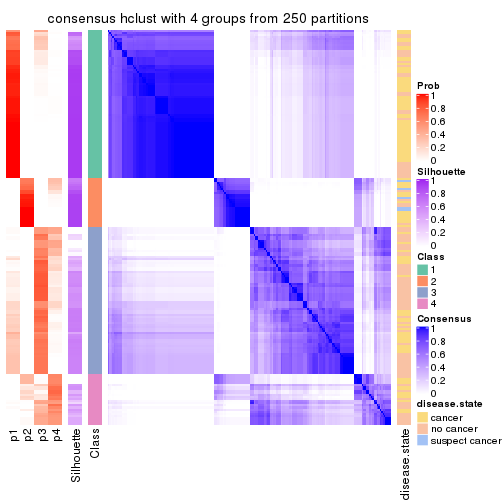 consensus hclust with 4 groups from 250 partitions
Prob
1
0.8
0.6
0.4
0.2
0
Silhouette
1
0.8
0.6
0.4
0.2
0
Class
1
2
3
4
Consensus
1
0.8
0.6
0.4
0.2
0
disease.state
cancer
no cancer
suspect cancer
p1
p2
p3
p4
Silhouette
Class
disease.state